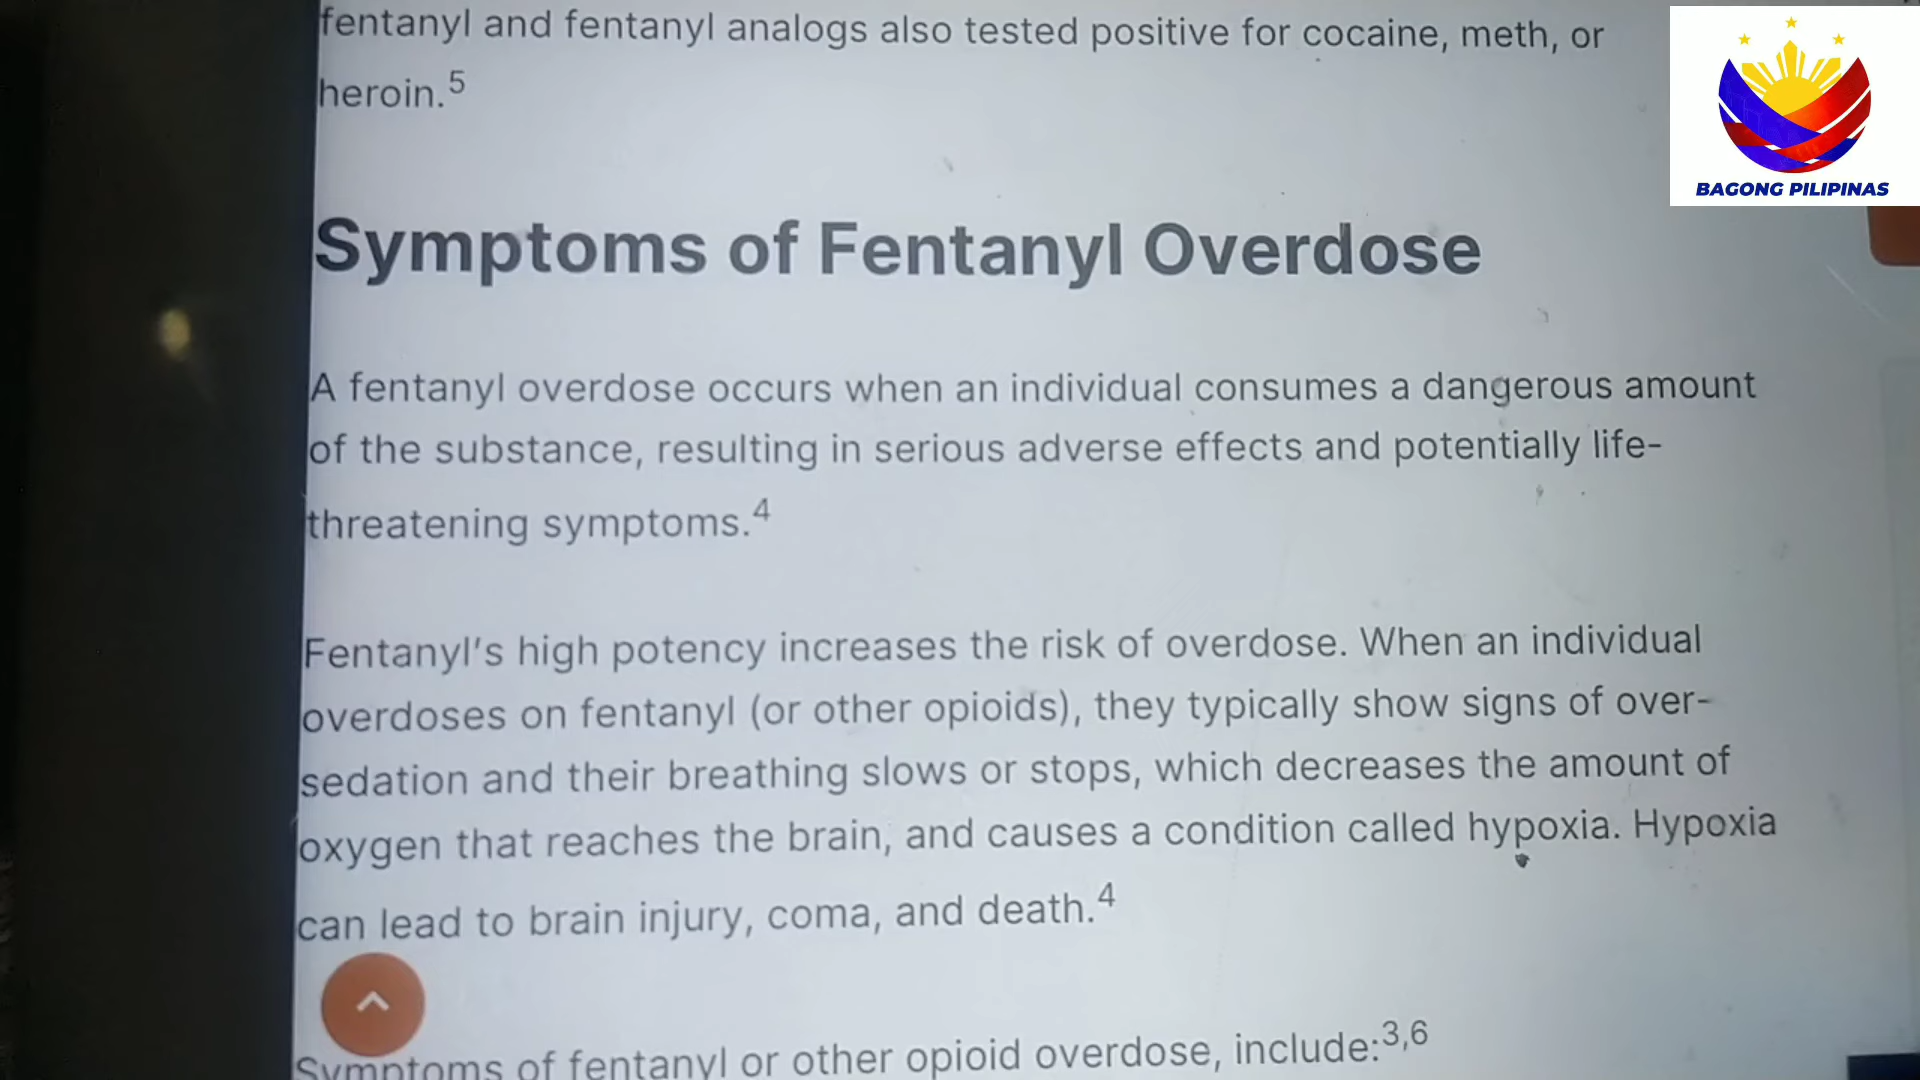 fentanyl and fentanyl analogs also tested positive for cocaine, meth, or
heroin.5
BAGONG PILIPINAS
Symptoms of Fentanyl Overdose
A fentanyl overdose occurs when an individual consumes a dangerous amount
of the substance, resulting in serious adverse effects and potentially life-
threatening symptoms.4
Fentanyl's high potency increases the risk of overdose. When an individual
overdoses on fentanyl (or other opioids), they typically show signs of over-
sedation and their breathing slows or stops, which decreases the amount of
oxygen that reaches the brain, and causes a condition called hypoxia. Hypoxia
can lead to brain injury, coma, and death.4
Symptoms of fentanyl or other opioid overdose, include:3,6